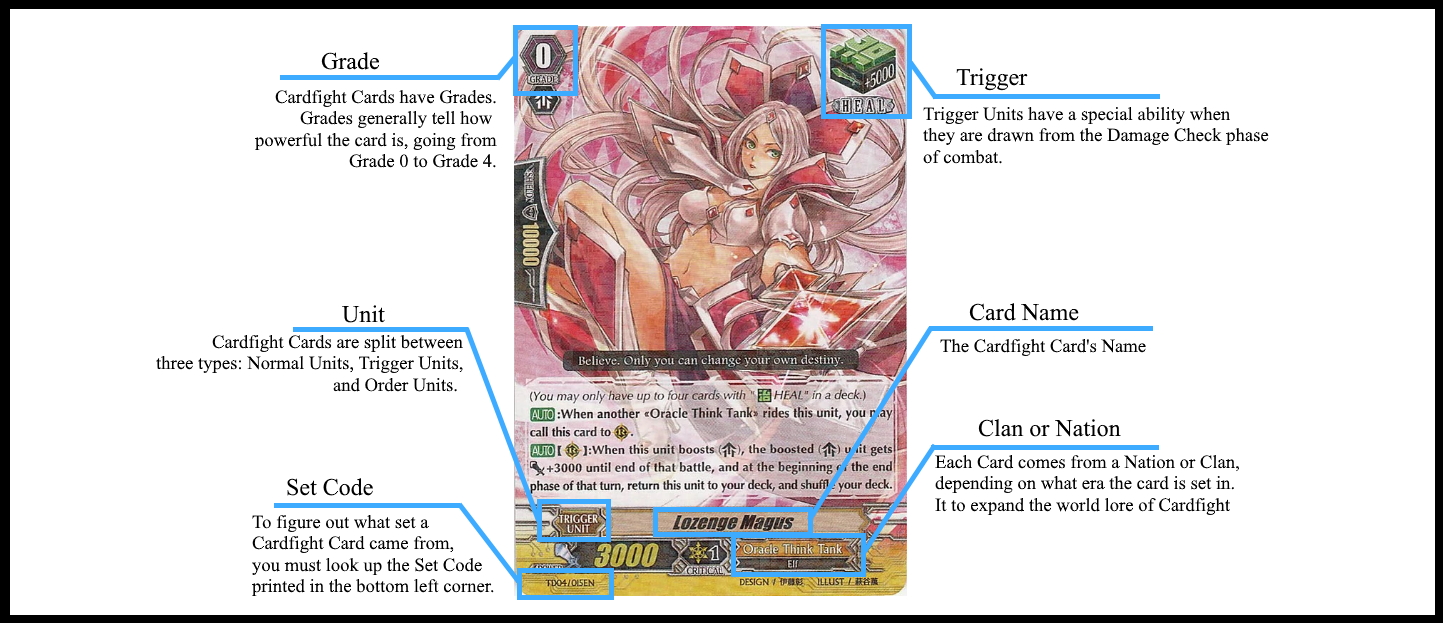 Grade
Cardfight Cards have Grades.
Grades generally tell how
powerful the card is, going from
Grade 0 to Grade 4.
0
GRADE
+5000
HEAL
Trigger
Trigger Units have a special ability when
they are drawn from the Damage Check phase
of combat.
SHIELD
10000
Unit
Cardfight Cards are split between
three types: Normal Units, Trigger Units,
and Order Units.
Card Name
The Cardfight Card's Name
Believe. Only you can change your own destiny.
(You may only have up to four cards with " HEAL" in a deck.)
AUTO:When another «Oracle Think Tank» rides this unit, you may
call this card to .
AUTO[ ]:When this unit boosts ( ), the boosted ( ) unit gets
+3000 until end of that battle, and at the beginning of the end
phase of that turn, return this unit to your deck, and shuffle your deck.
Clan or Nation
Each Card comes from a Nation or Clan,
depending on what era the card is set in.
It to expand the world lore of Cardfight
Set Code
To figure out what set a
Cardfight Card came from,
you must look up the Set Code
printed in the bottom left corner.
TRIGGER
UNIT
Lozenge Magus
POWER
3000
1
CRITICAL
Oracle Think Tank
Elf
TD04/015EN
DESIGN / 伊藤彰 ILLUST / 萩谷薫